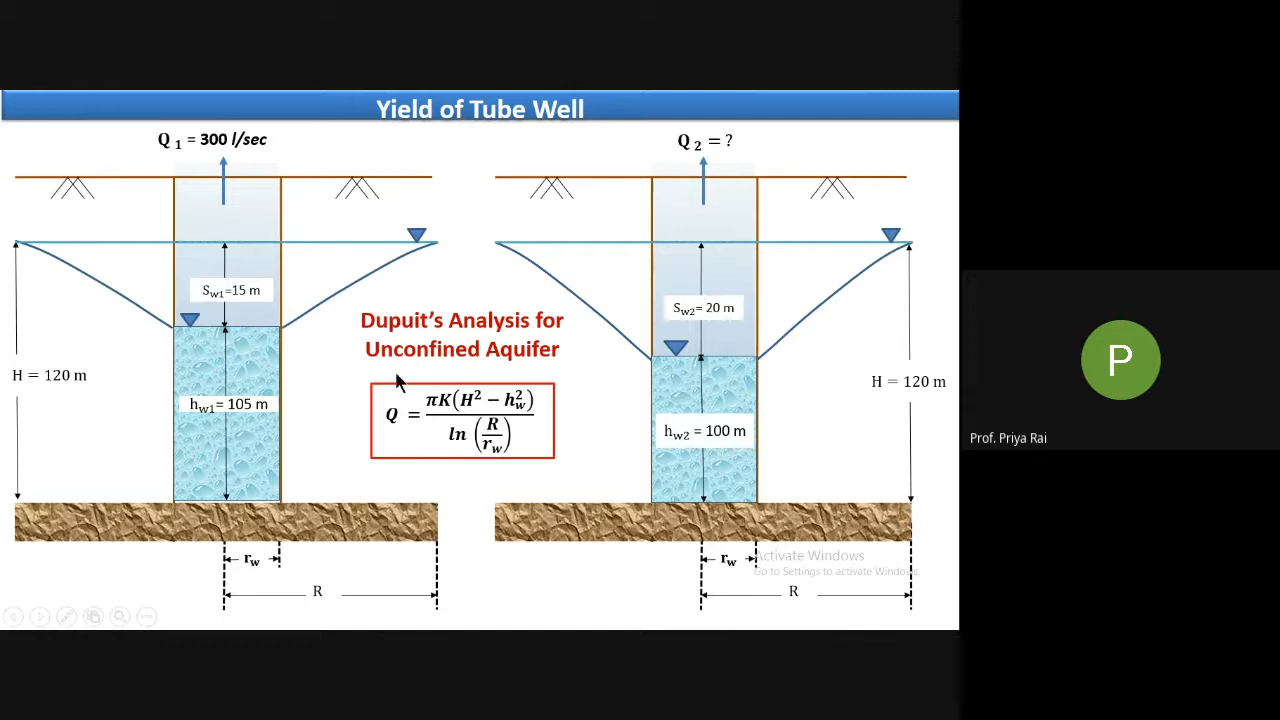 Yield of Tube Well
Q 1 = 300 l/sec
Q 2 = ?
Sw1=15 m
Sw2= 20 m
Dupuit's Analysis for
Unconfined Aquifer
H = 120 m
H = 120 m
hw1= 105 m
Q = πK(H² − hw²) / ln (R/rw)
hw2 = 100 m
rw
rw
R
R
Activate Windows
Go to Settings to activate Windows.
P
Prof. Priya Rai